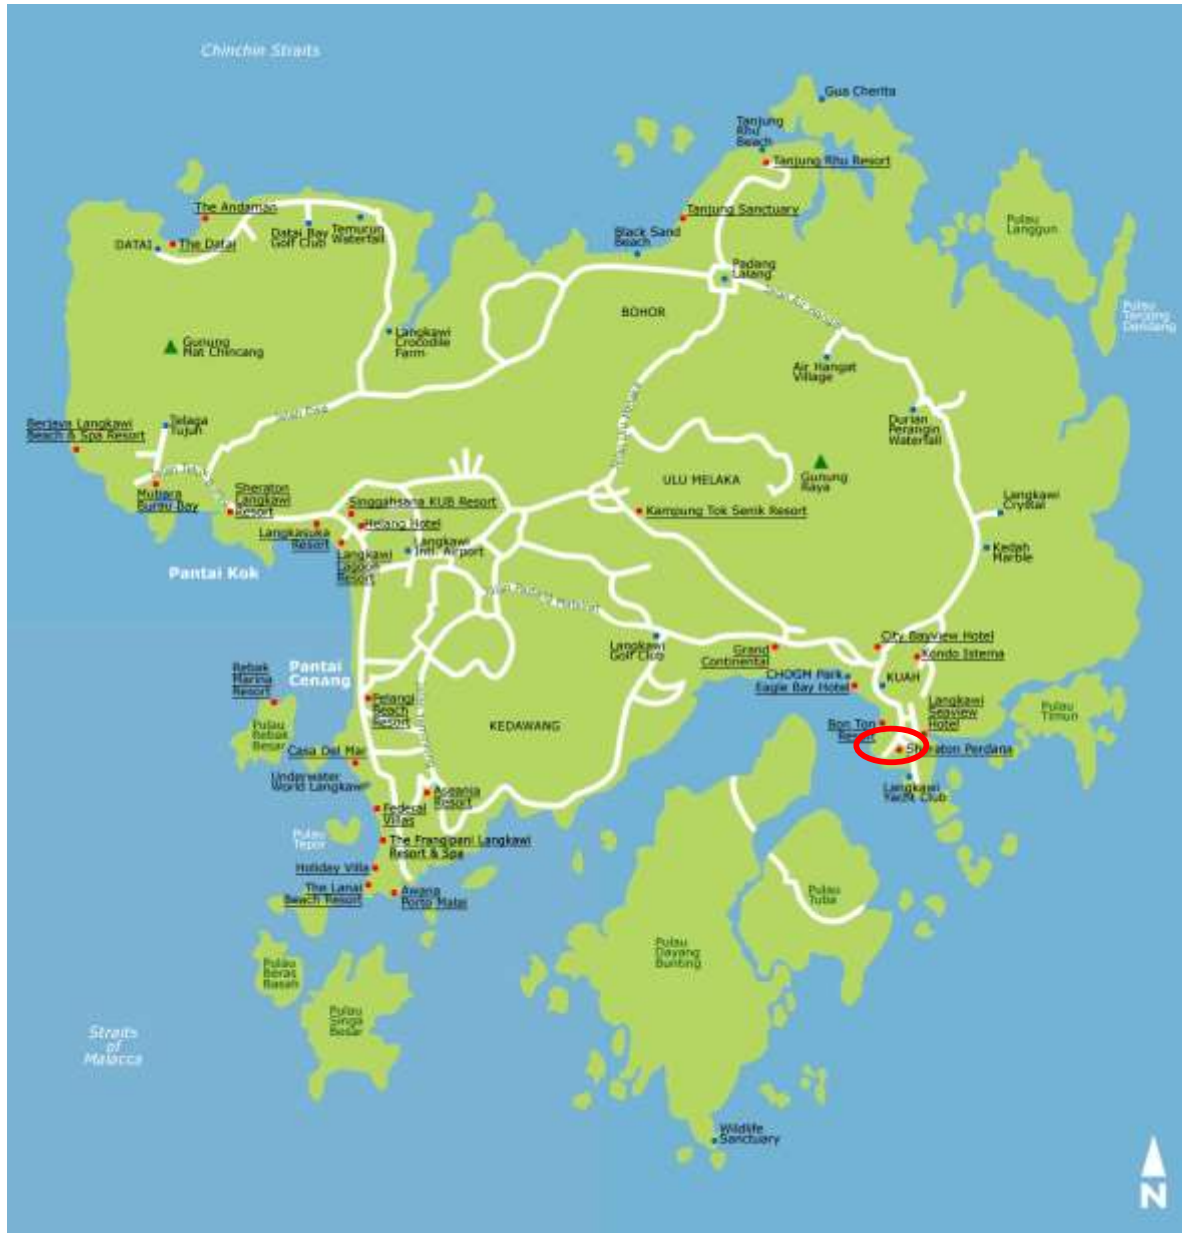 Chinchin Straits
Gua Cherita
Tanjung
Rhu
Beach
Tanjung Rhu Resort
The Andaman
Tanjung Sanctuary
Pulau
Langgun
DATAI
The Datai
Datai Bay
Golf Club
Temurun
Waterfall
Black Sand
Beach
Padang
Lalang
BOHOR
Pulau
Langkawi
Crocodile
Farm
Gunung
Mat Chincang
Air Hangat
Village
Berjaya Langkawi
Beach & Spa Resort
Telaga
Tujuh
Durian
Perangin
Waterfall
ULU MELAKA
Gunung
Raya
Mutiara
Burau Bay
Sheraton
Langkawi
Resort
Singgahsana KUB Resort
Kampung Tok Senik Resort
Langkawi
Crystal
Langkasuka
Resort
Helang Hotel
Langkawi
Intl. Airport
Langkawi
Lagoon
Resort
Kedah
Marble
Pantai Kok
Langkawi
Golf Club
Grand
Continental
City Bayview Hotel
Kondo Istema
Rebak
Marina
Resort
Pantai
Cenang
CHOGM Park
Eagle Bay Hotel
KUAH
Pelangi
Beach
Resort
KEDAWANG
Langkawi
Seaview
Hotel
Pulau
Timun
Pulau
Rebak
Besar
Bon Ton
Resort
Casa Del Mar
Sheraton Perdana
Underwater
World Langkawi
Aseania
Resort
Langkawi
Yacht Club
Federal
Villas
Pulau
Tepor
The Frangipani Langkawi
Resort & Spa
Holiday Villa
The Lanai
Beach Resort
Awana
Porto Malai
Pulau
Tuba
Pulau
Dayang
Bunting
Pulau
Beras
Basah
Pulau
Singa
Besar
Straits
of
Malacca
Wildlife
Sanctuary
N